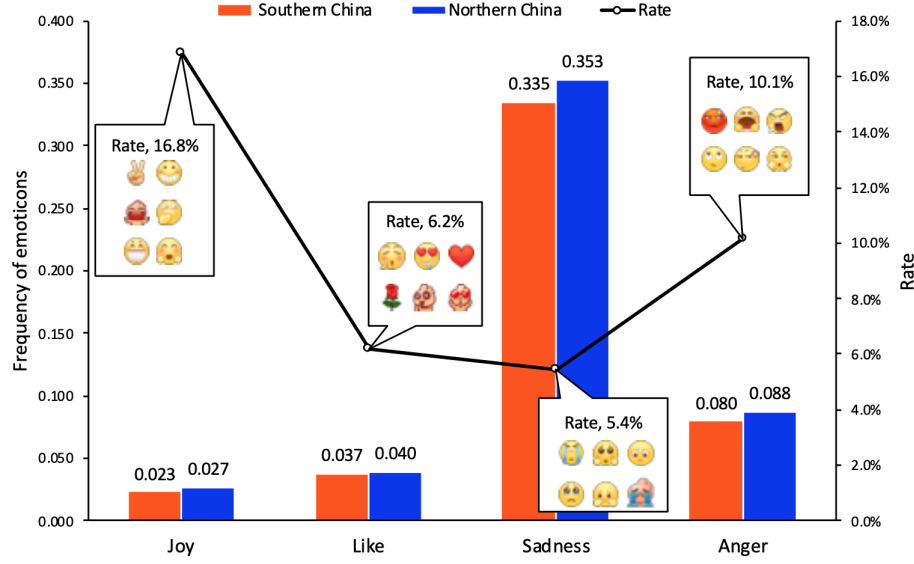 Southern China Northern China Rate
0.400
0.350
0.300
0.250
0.200
0.150
0.100
0.050
0.000
Frequency of emoticons
18.0%
16.0%
14.0%
12.0%
10.0%
8.0%
6.0%
4.0%
2.0%
0.0%
Rate
Rate, 16.8%
Rate, 6.2%
Rate, 5.4%
Rate, 10.1%
0.023 0.027
0.037 0.040
0.335 0.353
0.080 0.088
Joy Like Sadness Anger